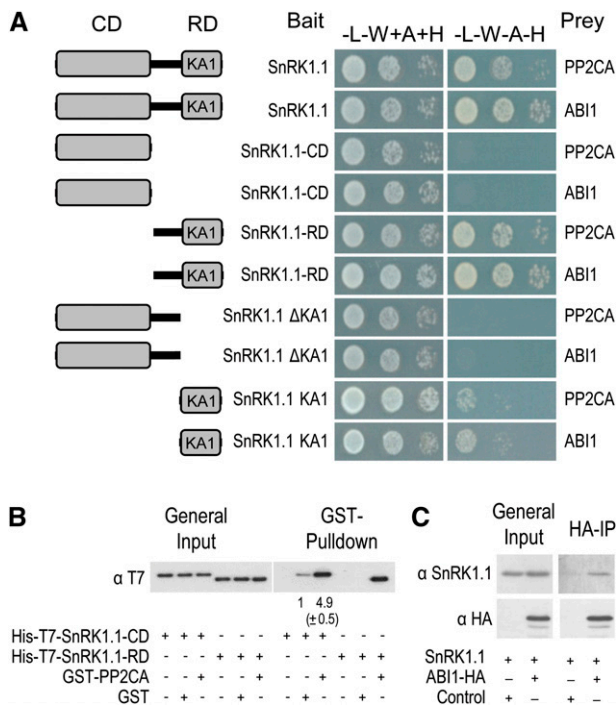 A
CD RD Bait -L-W+A+H -L-W-A-H Prey
KA1 SnRK1.1 PP2CA
KA1 SnRK1.1 ABI1
SnRK1.1-CD PP2CA
SnRK1.1-CD ABI1
KA1 SnRK1.1-RD PP2CA
KA1 SnRK1.1-RD ABI1
SnRK1.1 ΔKA1 PP2CA
SnRK1.1 ΔKA1 ABI1
KA1 SnRK1.1 KA1 PP2CA
KA1 SnRK1.1 KA1 ABI1
B
General Input
GST-Pulldown
α T7
1 4.9
(± 0.5)
His-T7-SnRK1.1-CD + + + - - - + + + - - -
His-T7-SnRK1.1-RD - - - + + + - - - + + +
GST-PP2CA - - + - - + - - + - - +
GST - + - - + - - + - - + -
C
General Input
HA-IP
α SnRK1.1
α HA
SnRK1.1 + + + +
ABI1-HA - + - +
Control + - + -